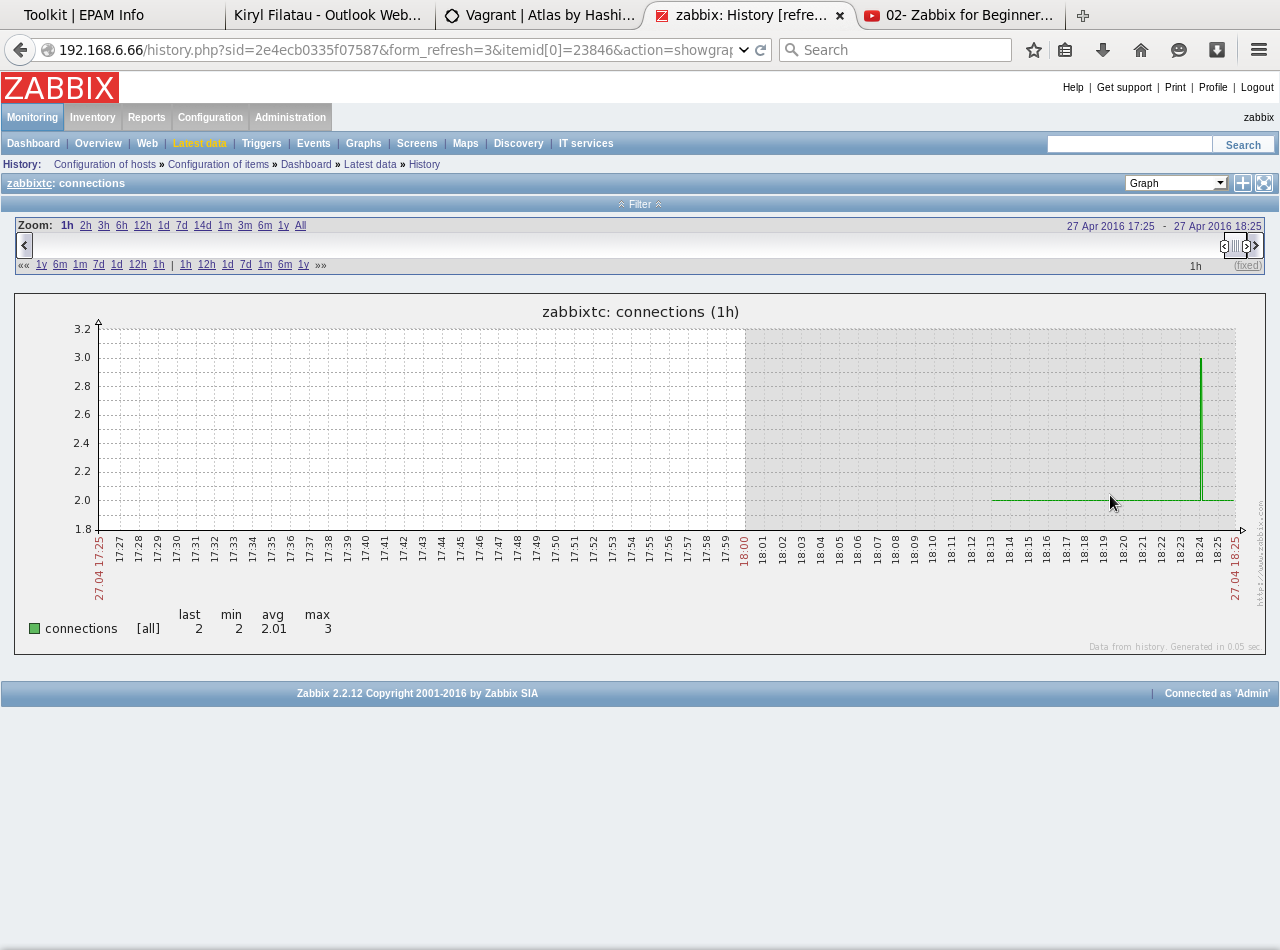 Toolkit | EPAM Info
Kiryl Filatau - Outlook Web...
Vagrant | Atlas by Hashi...
zabbix: History [refre...
02- Zabbix for Beginner...
192.168.6.66/history.php?sid=2e4ecb0335f07587&form_refresh=3&itemid[0]=23846&action=showgrap
Search
ZABBIX
Help | Get support | Print | Profile | Logout
Monitoring Inventory Reports Configuration Administration
zabbix
Dashboard | Overview | Web | Latest data | Triggers | Events | Graphs | Screens | Maps | Discovery | IT services
Search
History: Configuration of hosts » Configuration of items » Dashboard » Latest data » History
zabbixtc: connections
Graph
Filter
Zoom: 1h 2h 3h 6h 12h 1d 7d 14d 1m 3m 6m 1y All
27 Apr 2016 17:25 - 27 Apr 2016 18:25
«« 1y 6m 1m 7d 1d 12h 1h | 1h 12h 1d 7d 1m 6m 1y »»
1h (fixed)
zabbixtc: connections (1h)
3.2
3.0
2.8
2.6
2.4
2.2
2.0
1.8
27.04 17:25 17:27 17:28 17:29 17:30 17:31 17:32 17:33 17:34 17:35 17:36 17:37 17:38 17:39 17:40 17:41 17:42 17:43 17:44 17:45 17:46 17:47 17:48 17:49 17:50 17:51 17:52 17:53 17:54 17:55 17:56 17:57 17:58 17:59 18:00 18:01 18:02 18:03 18:04 18:05 18:06 18:07 18:08 18:09 18:10 18:11 18:12 18:13 18:14 18:15 18:16 18:17 18:18 18:19 18:20 18:21 18:22 18:23 18:24 18:25 27.04 18:25
http://www.zabbix.com
last min avg max
connections [all] 2 2 2.01 3
Data from history. Generated in 0.05 sec.
Zabbix 2.2.12 Copyright 2001-2016 by Zabbix SIA
| Connected as 'Admin'